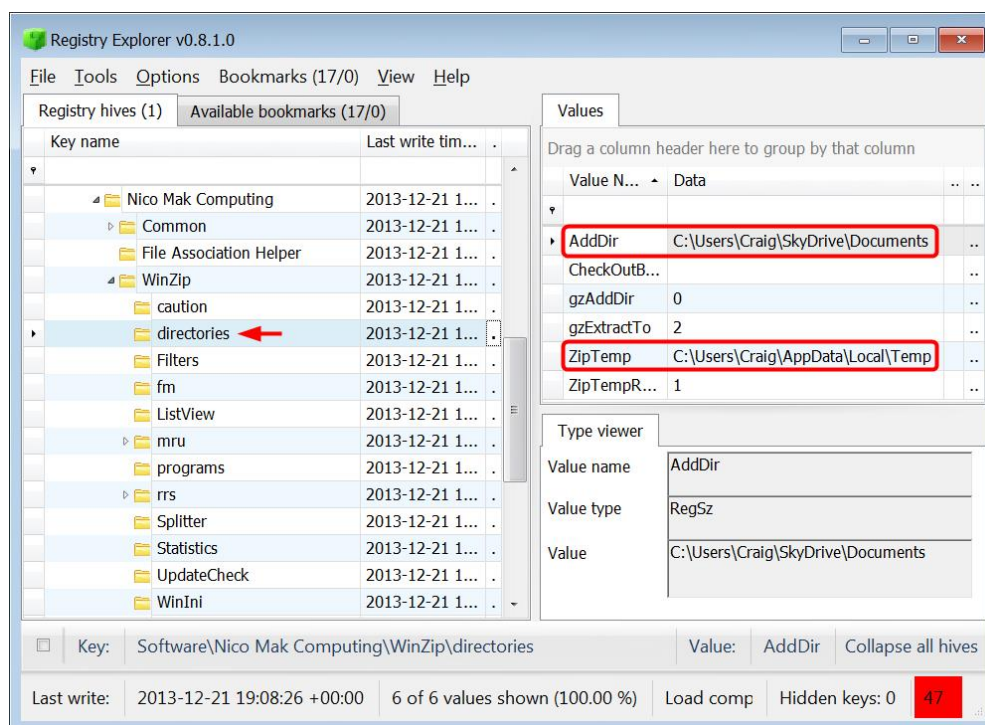 Registry Explorer v0.8.1.0
File Tools Options Bookmarks (17/0) View Help
Registry hives (1) Available bookmarks (17/0)
Key name Last write tim... .
Nico Mak Computing 2013-12-21 1... .
Common 2013-12-21 1... .
File Association Helper 2013-12-21 1... .
WinZip 2013-12-21 1... .
caution 2013-12-21 1... .
directories 2013-12-21 1... .
Filters 2013-12-21 1... .
fm 2013-12-21 1... .
ListView 2013-12-21 1... .
mru 2013-12-21 1... .
programs 2013-12-21 1... .
rrs 2013-12-21 1... .
Splitter 2013-12-21 1... .
Statistics 2013-12-21 1... .
UpdateCheck 2013-12-21 1... .
WinIni 2013-12-21 1... .
Values
Drag a column header here to group by that column
Value N... Data .. ..
AddDir C:\Users\Craig\SkyDrive\Documents ..
CheckOutB... ..
gzAddDir 0 ..
gzExtractTo 2 ..
ZipTemp C:\Users\Craig\AppData\Local\Temp ..
ZipTempR... 1 ..
Type viewer
Value name AddDir
Value type RegSz
Value C:\Users\Craig\SkyDrive\Documents
Key: Software\Nico Mak Computing\WinZip\directories Value: AddDir Collapse all hives
Last write: 2013-12-21 19:08:26 +00:00 6 of 6 values shown (100.00 %) Load comp Hidden keys: 0 47